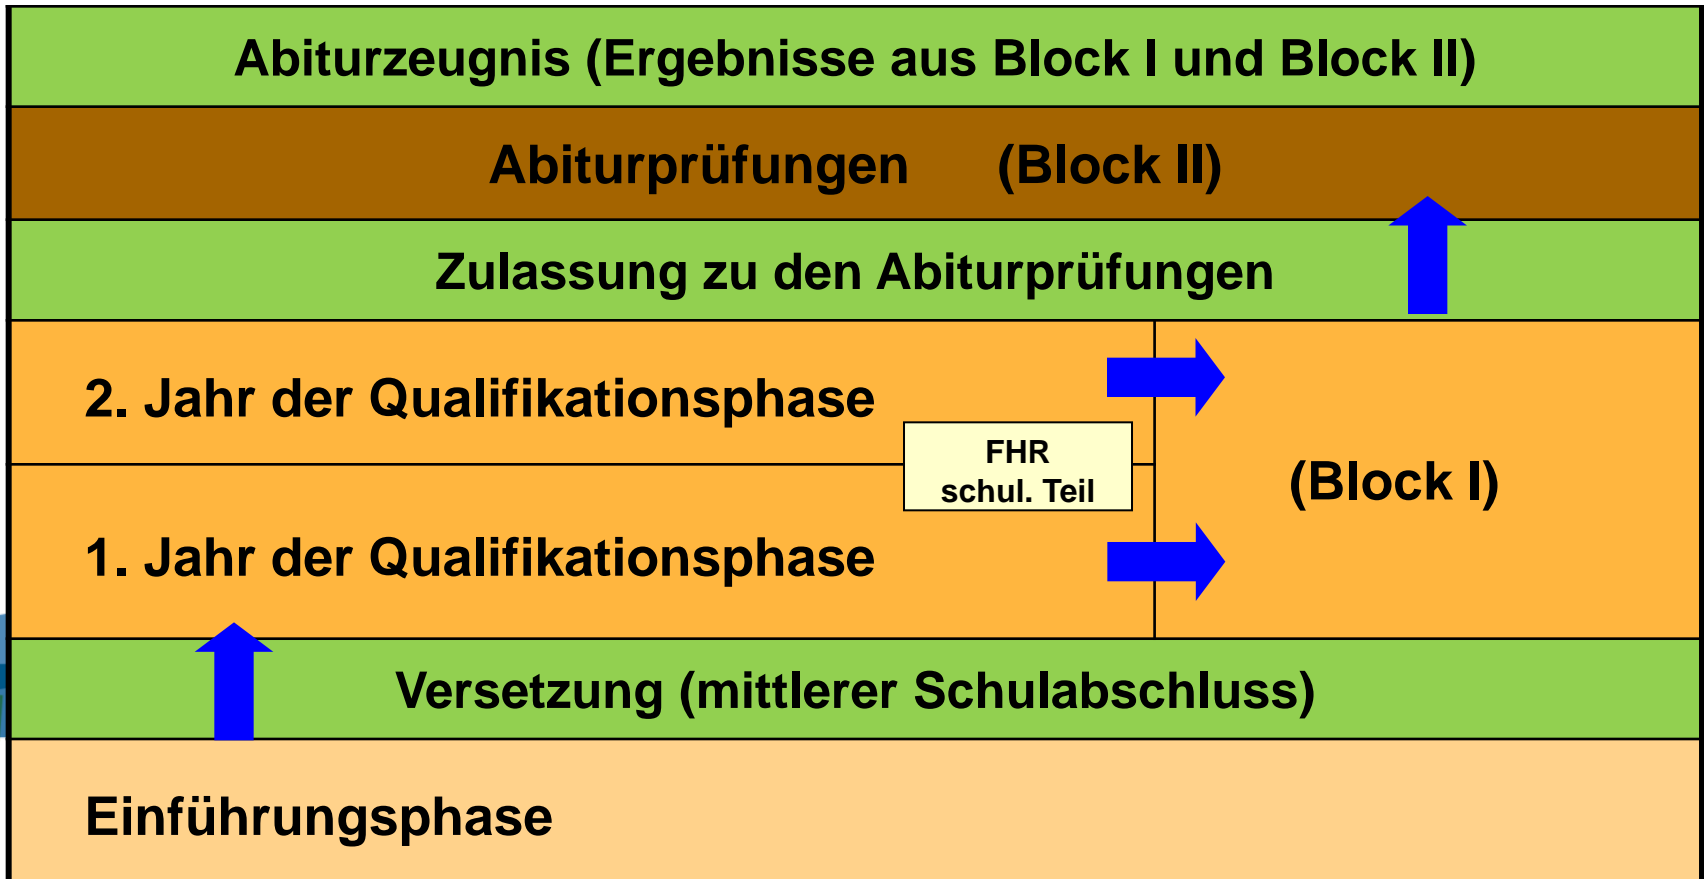 Abiturzeugnis (Ergebnisse aus Block I und Block II)
Abiturprüfungen (Block II)
Zulassung zu den Abiturprüfungen
2. Jahr der Qualifikationsphase
FHR
schul. Teil
(Block I)
1. Jahr der Qualifikationsphase
Versetzung (mittlerer Schulabschluss)
Einführungsphase